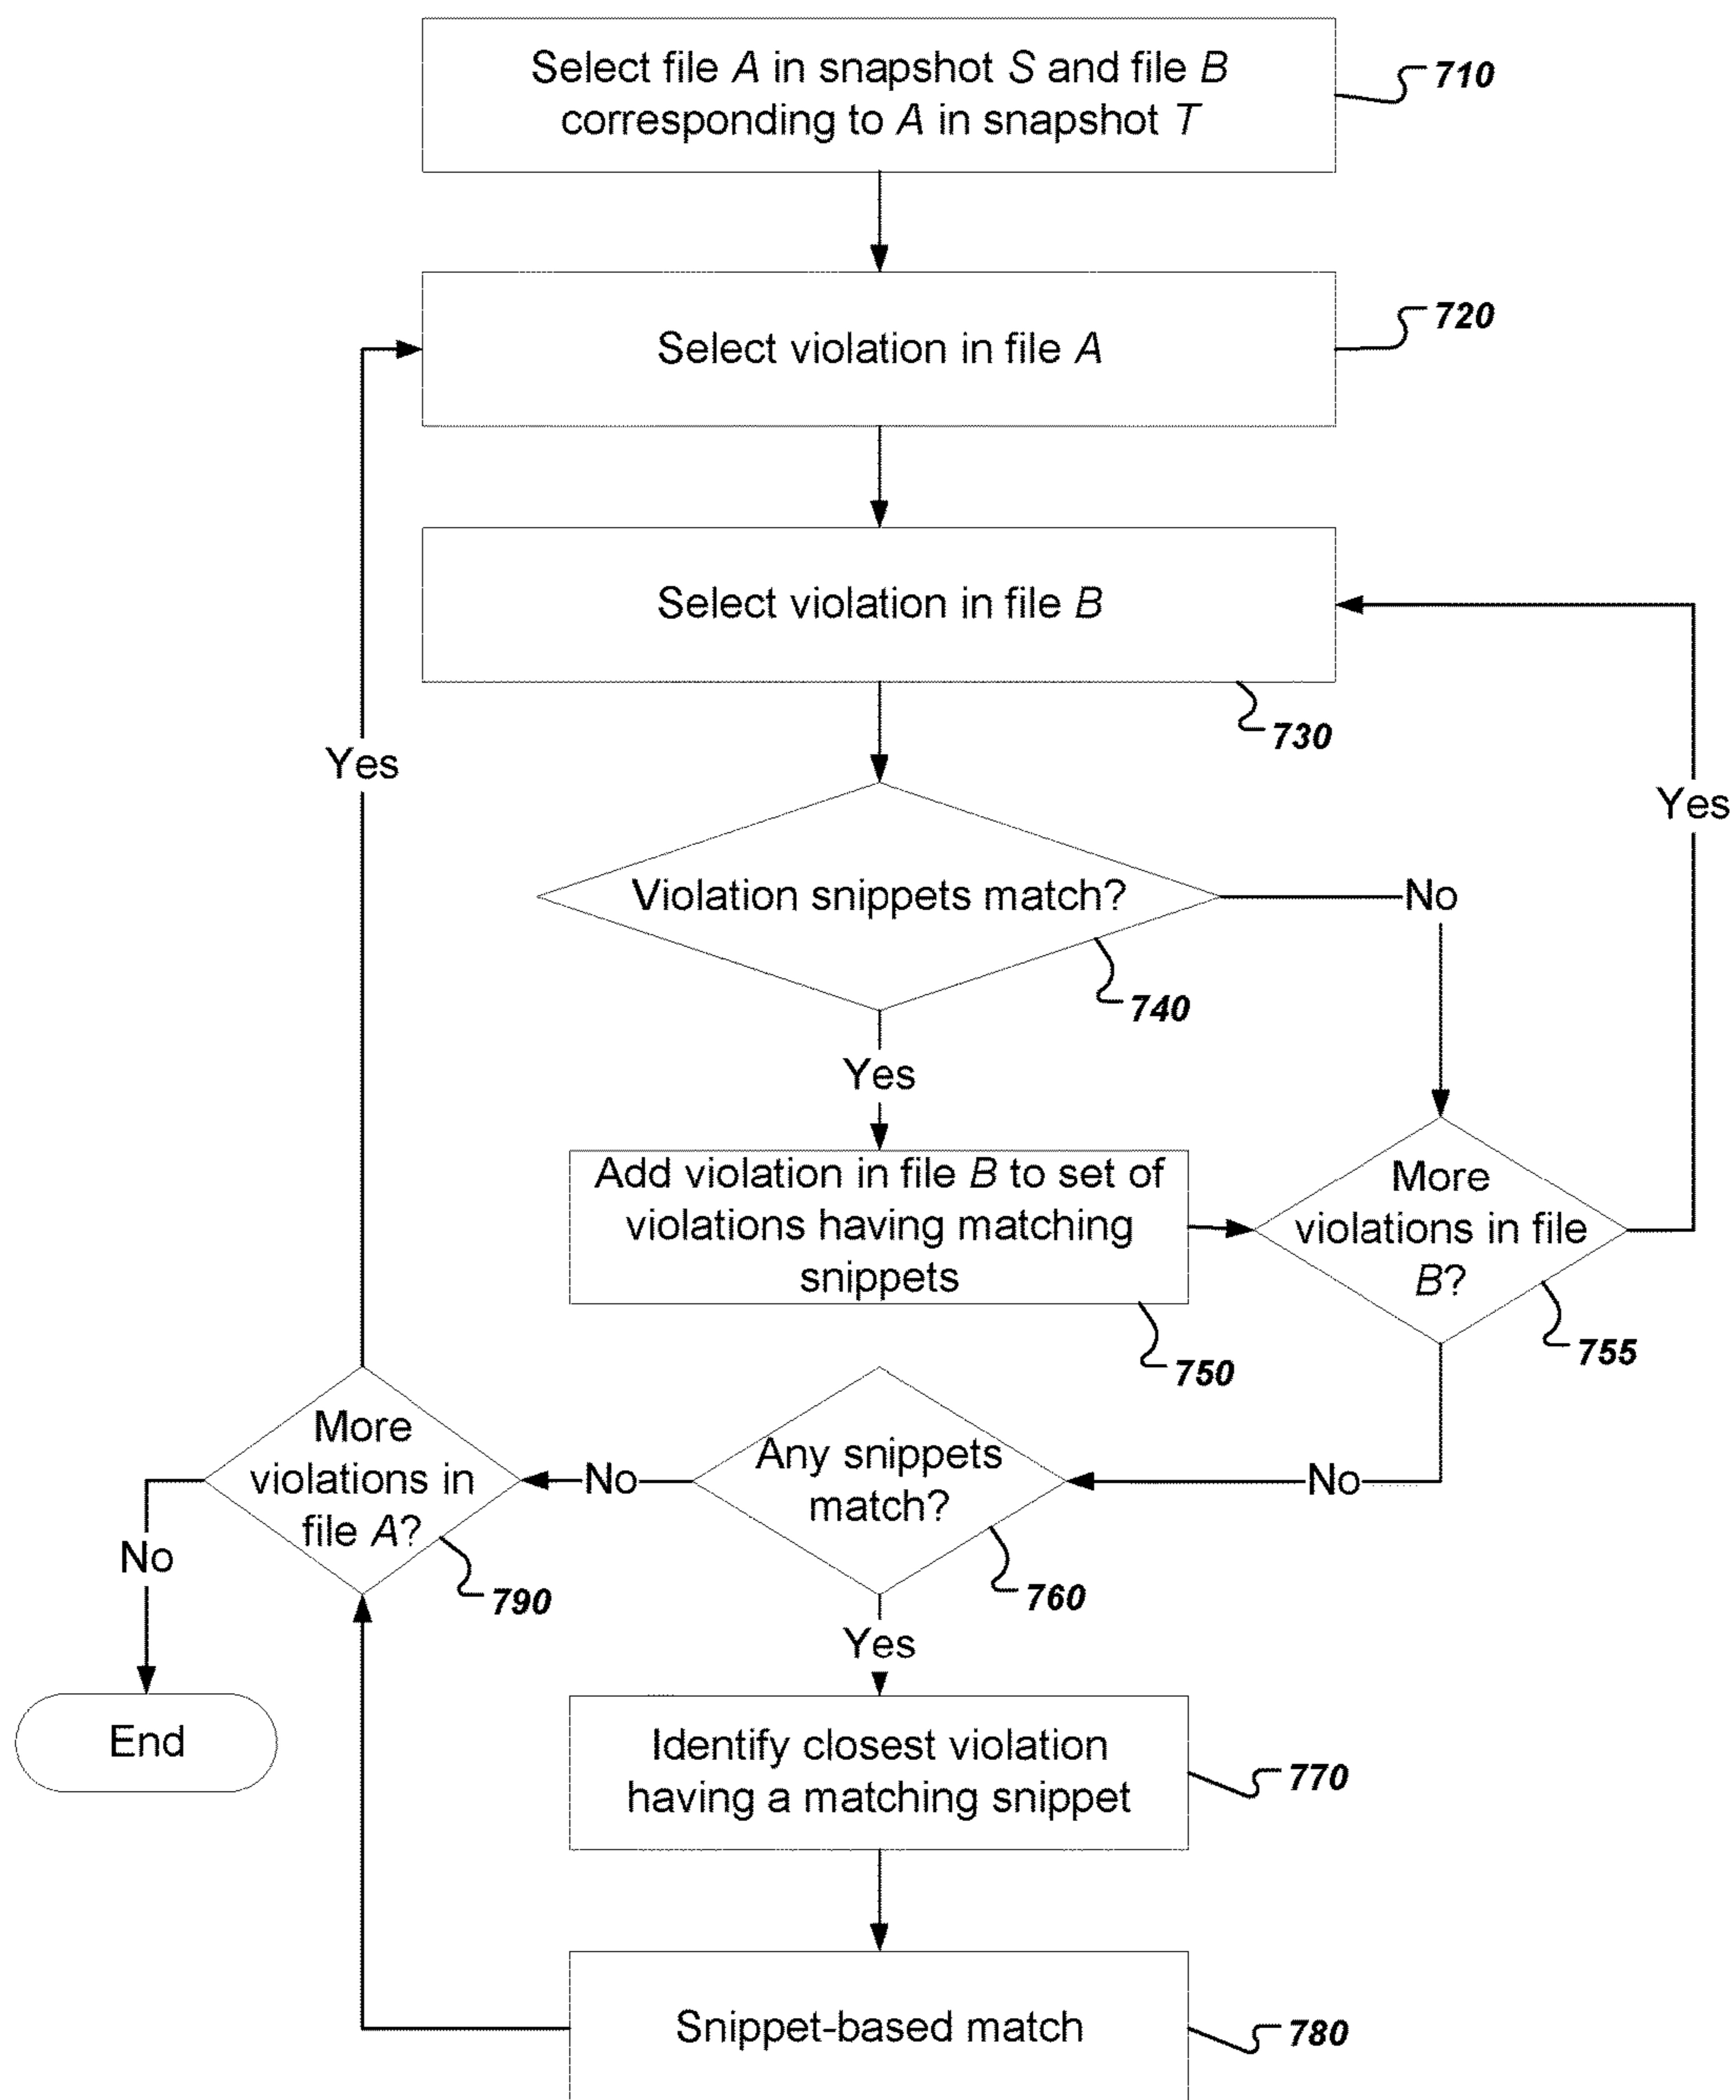 Select file A in snapshot S and file B
corresponding to A in snapshot T
710
Select violation in file A
720
Select violation in file B
730
Yes
Yes
Violation snippets match?
No
740
Yes
Add violation in file B to set of
violations having matching
snippets
750
More
violations in file
B?
755
More
violations in
file A?
790
No
Any snippets
match?
760
No
No
Yes
End
Identify closest violation
having a matching snippet
770
Snippet-based match
780